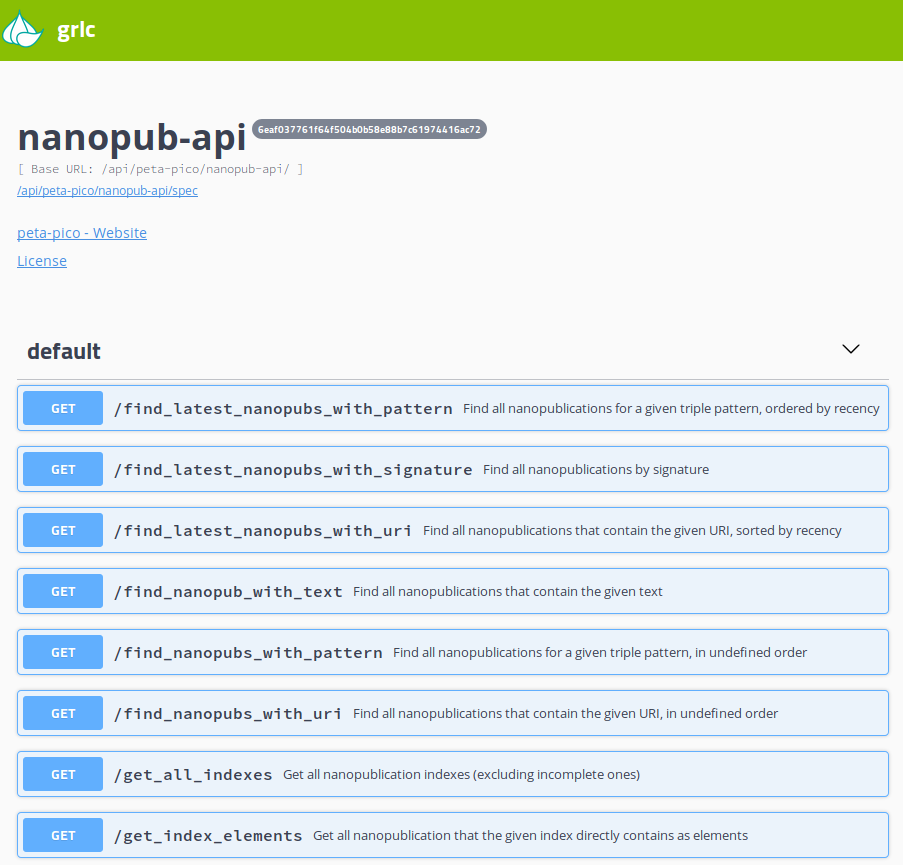 grlc
nanopub-api 6eaf037761f64f504b0b58e88b7c61974416ac72
[ Base URL: /api/peta-pico/nanopub-api/ ]
/api/peta-pico/nanopub-api/spec
peta-pico - Website
License
default
GET /find_latest_nanopubs_with_pattern Find all nanopublications for a given triple pattern, ordered by recency
GET /find_latest_nanopubs_with_signature Find all nanopublications by signature
GET /find_latest_nanopubs_with_uri Find all nanopublications that contain the given URI, sorted by recency
GET /find_nanopub_with_text Find all nanopublications that contain the given text
GET /find_nanopubs_with_pattern Find all nanopublications for a given triple pattern, in undefined order
GET /find_nanopubs_with_uri Find all nanopublications that contain the given URI, in undefined order
GET /get_all_indexes Get all nanopublication indexes (excluding incomplete ones)
GET /get_index_elements Get all nanopublication that the given index directly contains as elements